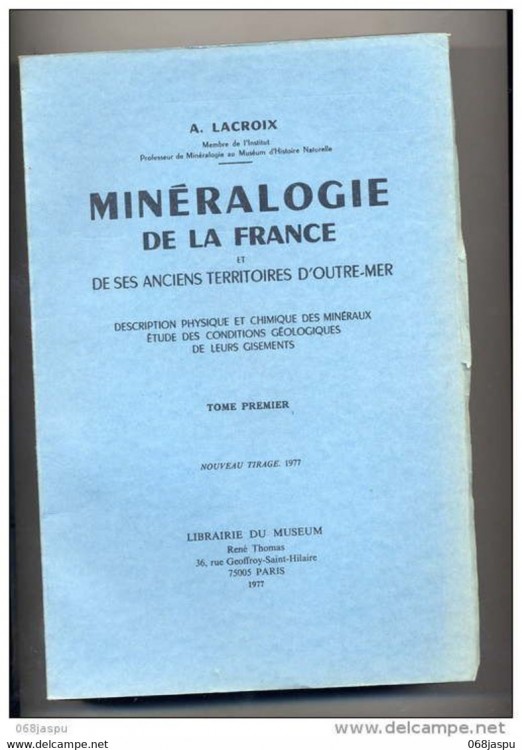 A. LACROIX
Membre de l'Institut
Professeur de Minéralogie au Muséum d'Histoire Naturelle
MINÉRALOGIE
DE LA FRANCE
ET
DE SES ANCIENS TERRITOIRES D'OUTRE-MER
DESCRIPTION PHYSIQUE ET CHIMIQUE DES MINÉRAUX
ÉTUDE DES CONDITIONS GÉOLOGIQUES
DE LEURS GISEMENTS
TOME PREMIER
NOUVEAU TIRAGE. 1977
LIBRAIRIE DU MUSEUM
René Thomas
36, rue Geoffroy-Saint-Hilaire
75005 PARIS
1977
delcampe.net
068jaspu
068jaspu